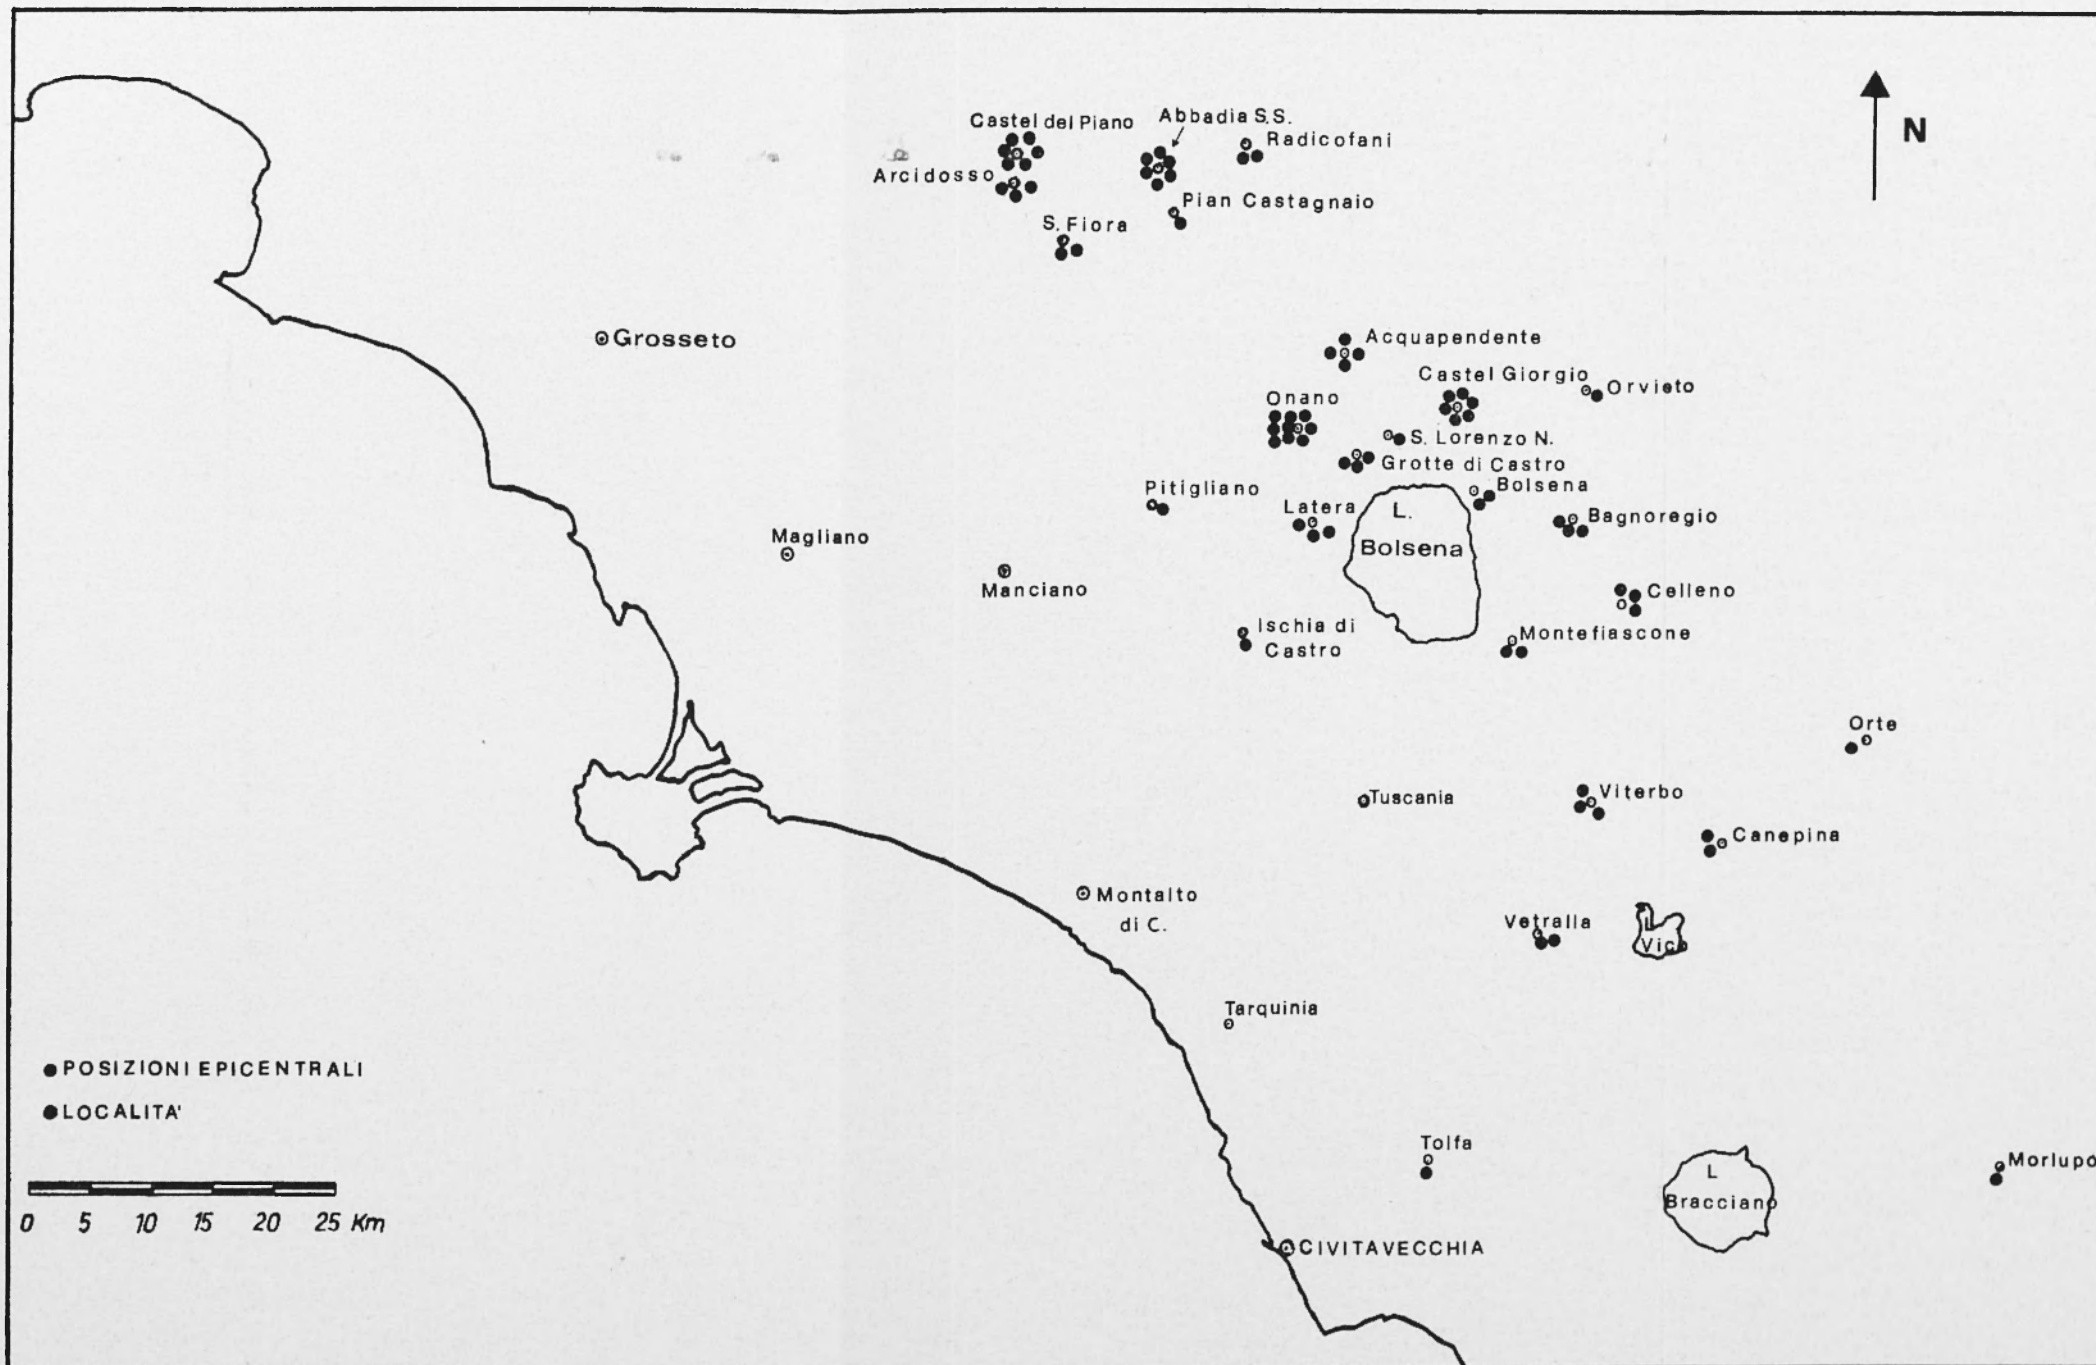 Castel del Piano
Abbadia S.S.
N
Radicofani
Arcidosso
Pian Castagnaio
S. Fiora
Grosseto
Acquapendente
Castel Giorgio
Orvieto
Onano
S. Lorenzo N.
Grotte di Castro
Pitigliano
Bolsena
Latera
L.
Bolsena
Bagnoregio
Magliano
Manciano
Celleno
Ischia di
Castro
Montefiascone
Orte
Tuscania
Viterbo
Canepina
Montalto
di C.
Vetralla
L
Vico
Tarquinia
POSIZIONI EPICENTRALI
LOCALITA'
Tolfa
L
Bracciano
Morlupo
0 5 10 15 20 25 Km
CIVITAVECCHIA